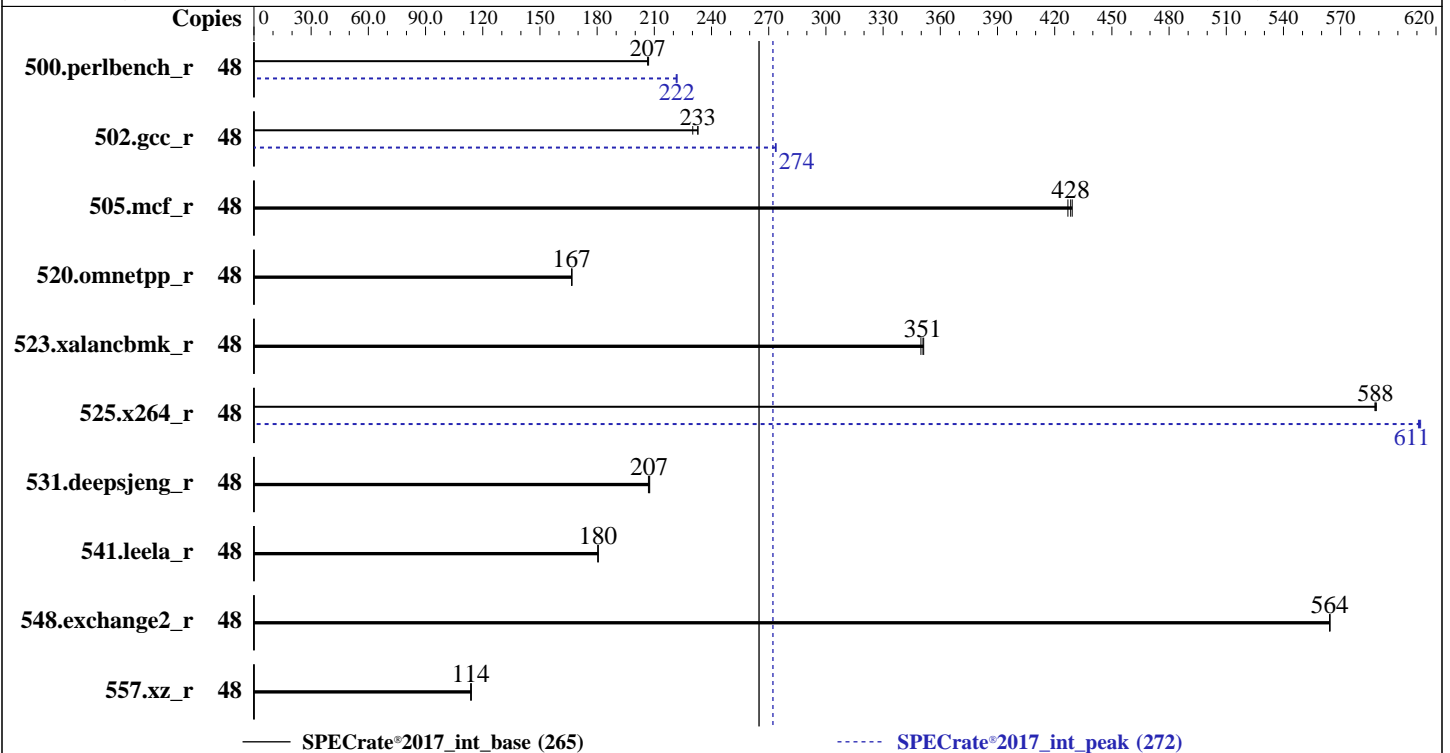 Copies 0 30.0 60.0 90.0 120 150 180 210 240 270 300 330 360 390 420 450 480 510 540 570 620
500.perlbench_r 48 207
222
502.gcc_r 48 233
274
505.mcf_r 48 428
520.omnetpp_r 48 167
523.xalancbmk_r 48 351
525.x264_r 48 588
611
531.deepsjeng_r 48 207
541.leela_r 48 180
548.exchange2_r 48 564
557.xz_r 48 114
SPECrate®2017_int_base (265) SPECrate®2017_int_peak (272)